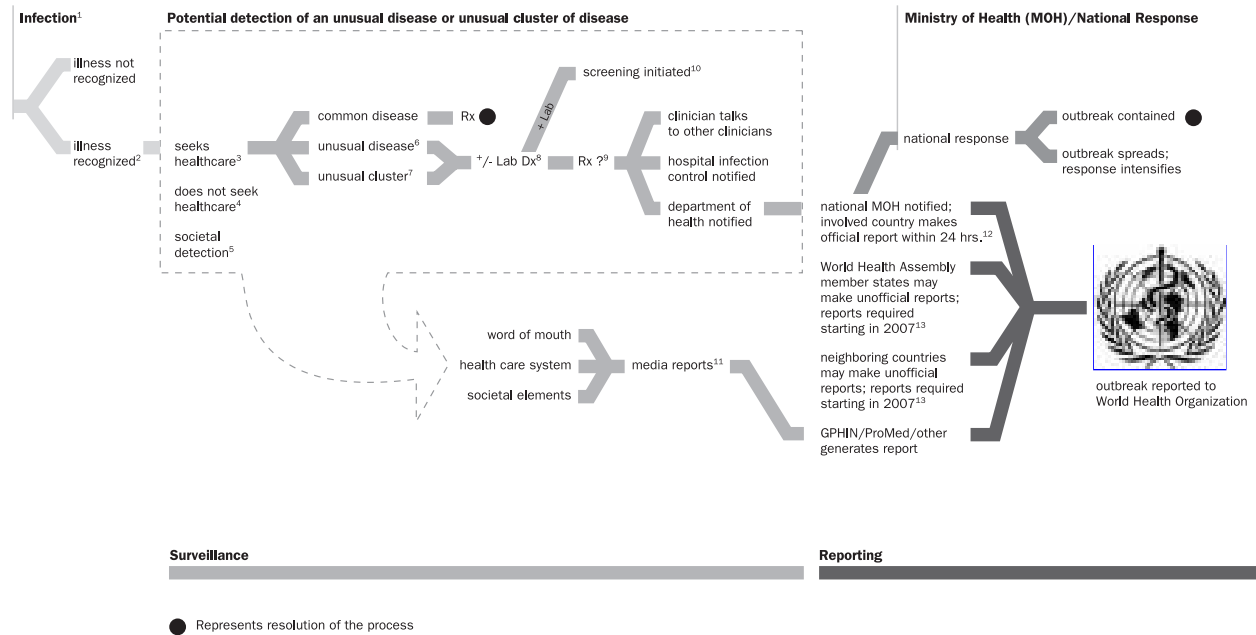 Infection¹
Potential detection of an unusual disease or unusual cluster of disease
Ministry of Health (MOH)/National Response
illness not
recognized
illness
recognized²
seeks
healthcare³
does not seek
healthcare⁴
societal
detection⁵
common disease
Rx
unusual disease⁶
unusual cluster⁷
⁺/- Lab Dx⁸
+ Lab
screening initiated¹⁰
Rx ?⁹
clinician talks
to other clinicians
hospital infection
control notified
department of
health notified
national response
outbreak contained
outbreak spreads;
response intensifies
national MOH notified;
involved country makes
official report within 24 hrs.¹²
World Health Assembly
member states may
make unofficial reports;
reports required
starting in 2007¹³
neighboring countries
may make unofficial
reports; reports required
starting in 2007¹³
GPHIN/ProMed/other
generates report
outbreak reported to
World Health Organization
word of mouth
health care system
societal elements
media reports¹¹
Surveillance
Reporting
Represents resolution of the process